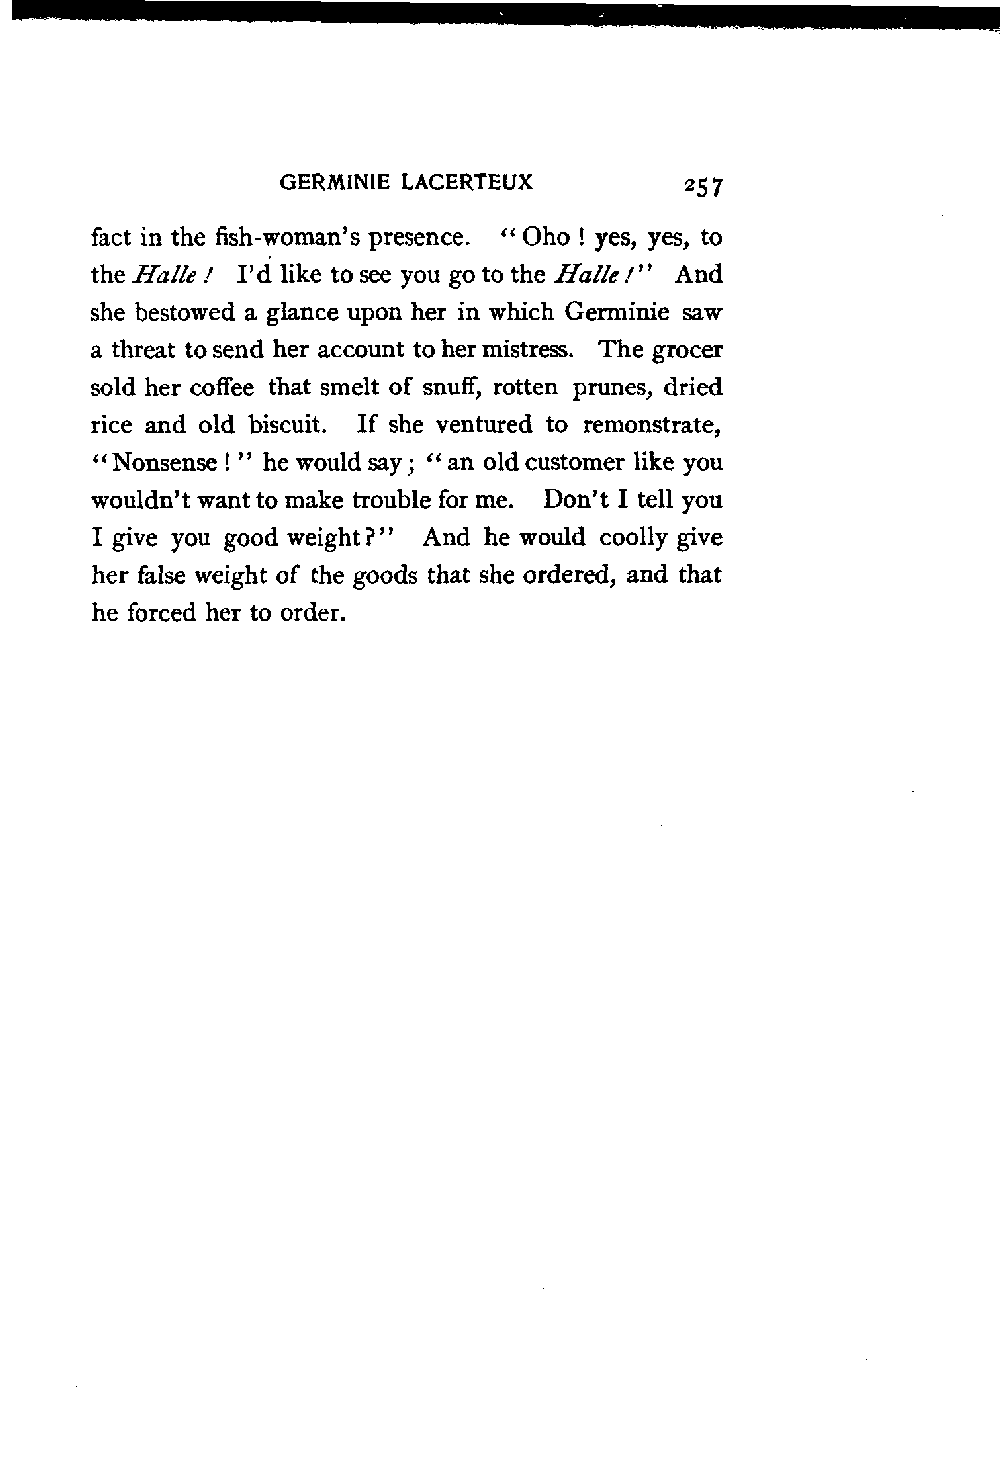 GERMINIE LACERTEUX 257
fact in the fish-woman's presence. "Oho! yes, yes, to
the Halle! I'd like to see you go to the Halle!" And
she bestowed a glance upon her in which Germinie saw
a threat to send her account to her mistress. The grocer
sold her coffee that smelt of snuff, rotten prunes, dried
rice and old biscuit. If she ventured to remonstrate,
"Nonsense!" he would say; "an old customer like you
wouldn't want to make trouble for me. Don't I tell you
I give you good weight?" And he would coolly give
her false weight of the goods that she ordered, and that
he forced her to order.